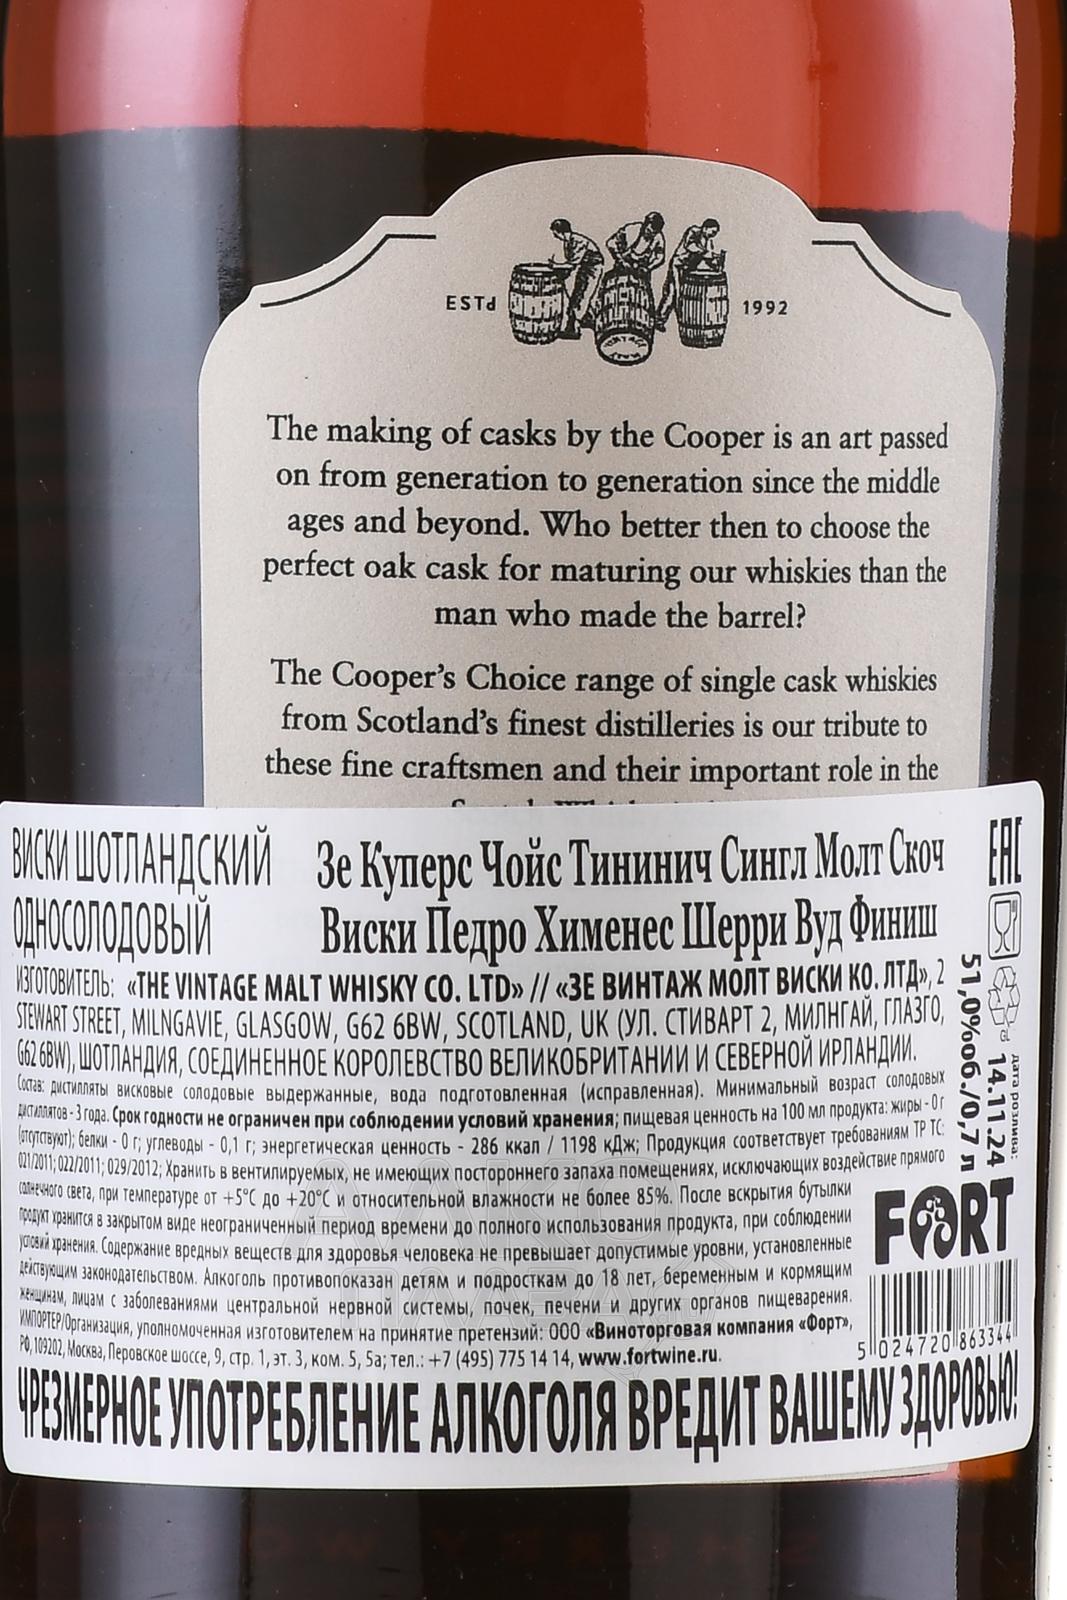 ESTd 1992
The making of casks by the Cooper is an art passed
on from generation to generation since the middle
ages and beyond. Who better then to choose the
perfect oak cask for maturing our whiskies than the
man who made the barrel?
The Cooper's Choice range of single cask whiskies
from Scotland's finest distilleries is our tribute to
these fine craftsmen and their important role in the
ВИСКИ ШОТЛАНДСКИЙ
ОДНОСОЛОДОВЫЙ
Зе Куперс Чойс Тининич Сингл Молт Скоч
Виски Педро Хименес Шерри Вуд Финиш
ИЗГОТОВИТЕЛЬ: «THE VINTAGE MALT WHISKY CO. LTD» // «ЗЕ ВИНТАЖ МОЛТ ВИСКИ КО. ЛТД», 2
STEWART STREET, MILNGAVIE, GLASGOW, G62 6BW, SCOTLAND, UK (УЛ. СТИВАРТ 2, МИЛНГАЙ, ГЛАЗГО,
G62 6BW), ШОТЛАНДИЯ, СОЕДИНЕННОЕ КОРОЛЕВСТВО ВЕЛИКОБРИТАНИИ И СЕВЕРНОЙ ИРЛАНДИИ.
Состав: дистилляты висковые солодовые выдержанные, вода подготовленная (исправленная). Минимальный возраст солодовых
дистиллятов - 3 года. Срок годности не ограничен при соблюдении условий хранения; пищевая ценность на 100 мл продукта: жиры - 0 г
(отсутствуют); белки - 0 г; углеводы - 0,1 г; энергетическая ценность - 286 ккал / 1198 кДж; Продукция соответствует требованиям ТР ТС:
021/2011; 022/2011; 029/2012; Хранить в вентилируемых, не имеющих постороннего запаха помещениях, исключающих воздействие прямого
солнечного света, при температуре от +5°C до +20°C и относительной влажности не более 85%. После вскрытия бутылки
продукт хранится в закрытом виде неограниченный период времени до полного использования продукта, при соблюдении
условий хранения. Содержание вредных веществ для здоровья человека не превышает допустимые уровни, установленные
действующим законодательством. Алкоголь противопоказан детям и подросткам до 18 лет, беременным и кормящим
женщинам, лицам с заболеваниями центральной нервной системы, почек, печени и других органов пищеварения.
ИМПОРТЕР/Организация, уполномоченная изготовителем на принятие претензий: ООО «Виноторговая компания «Форт»,
РФ, 109202, Москва, Перовское шоссе, 9, стр. 1, эт. 3, ком. 5, 5а; тел.: +7 (495) 775 14 14, www.fortwine.ru.
ЧРЕЗМЕРНОЕ УПОТРЕБЛЕНИЕ АЛКОГОЛЯ ВРЕДИТ ВАШЕМУ ЗДОРОВЬЮ!
EAC
GL
51,0%об./0,7 л
дата розлива:
14.11.24
FORT
5 024720 863344
АЛКО
ПЛАЗА